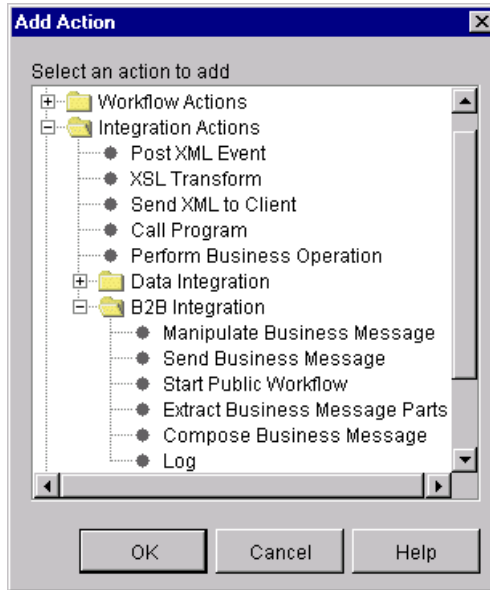 Add Action
Select an action to add
Workflow Actions
Integration Actions
Post XML Event
XSL Transform
Send XML to Client
Call Program
Perform Business Operation
Data Integration
B2B Integration
Manipulate Business Message
Send Business Message
Start Public Workflow
Extract Business Message Parts
Compose Business Message
Log
OK Cancel Help